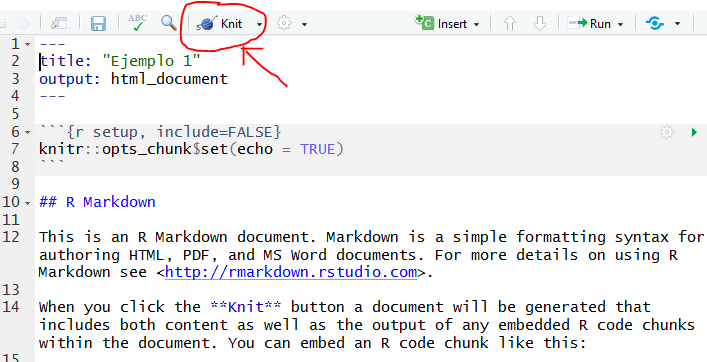 ABC Knit Insert Run
1 ---
2 title: "Ejemplo 1"
3 output: html_document
4 ---
5
6 ```{r setup, include=FALSE}
7 knitr::opts_chunk$set(echo = TRUE)
8 ```
9
10 ## R Markdown
11
12 This is an R Markdown document. Markdown is a simple formatting syntax for
authoring HTML, PDF, and MS Word documents. For more details on using R
Markdown see <http://rmarkdown.rstudio.com>.
13
14 When you click the **Knit** button a document will be generated that
includes both content as well as the output of any embedded R code chunks
within the document. You can embed an R code chunk like this:
15